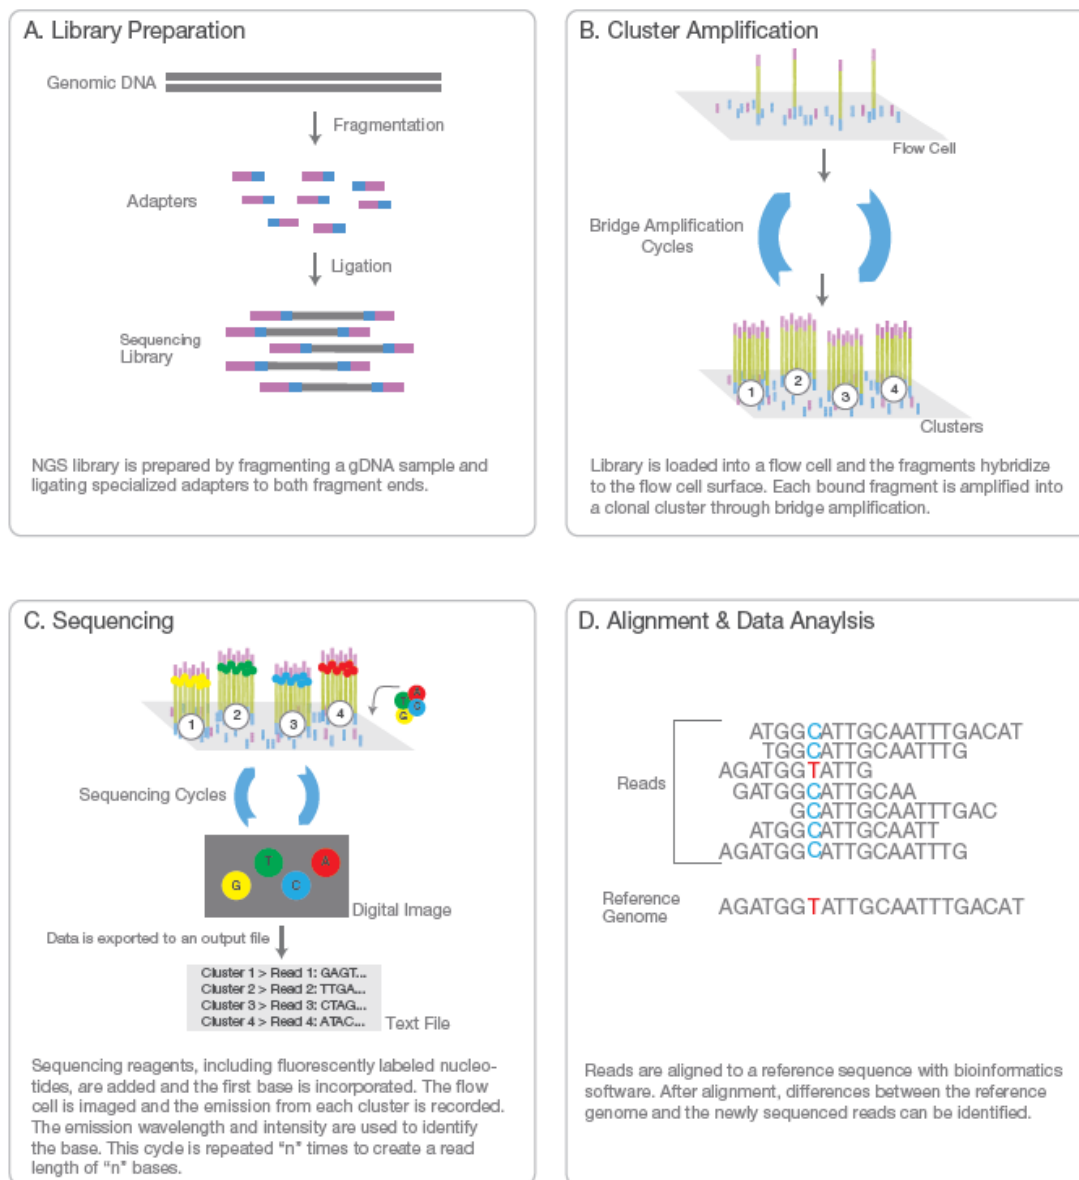 A. Library Preparation
Genomic DNA
Fragmentation
Adapters
Ligation
Sequencing
Library
NGS library is prepared by fragmenting a gDNA sample and
ligating specialized adapters to both fragment ends.
B. Cluster Amplification
Flow Cell
Bridge Amplification
Cycles
1
2
3
4
Clusters
Library is loaded into a flow cell and the fragments hybridize
to the flow cell surface. Each bound fragment is amplified into
a clonal cluster through bridge amplification.
C. Sequencing
1
2
3
4
A
T
C
G
Sequencing Cycles
T
A
G
C
Digital Image
Data is exported to an output file
Cluster 1 > Read 1: GAGT...
Cluster 2 > Read 2: TTGA...
Cluster 3 > Read 3: CTAG...
Cluster 4 > Read 4: ATAC...
Text File
Sequencing reagents, including fluorescently labeled nucleo-
tides, are added and the first base is incorporated. The flow
cell is imaged and the emission from each cluster is recorded.
The emission wavelength and intensity are used to identify
the base. This cycle is repeated “n” times to create a read
length of “n” bases.
D. Alignment & Data Anaylsis
ATGGCATTGCAATTTGACAT
TGGCATTGCAATTTG
AGATGGTATTG
Reads
GATGGCATTGCAA
GCATTGCAATTTGAC
ATGGCATTGCAATT
AGATGGCATTGCAATTTG
Reference
Genome
AGATGGTATTGCAATTTGACAT
Reads are aligned to a reference sequence with bioinformatics
software. After alignment, differences between the reference
genome and the newly sequenced reads can be identified.